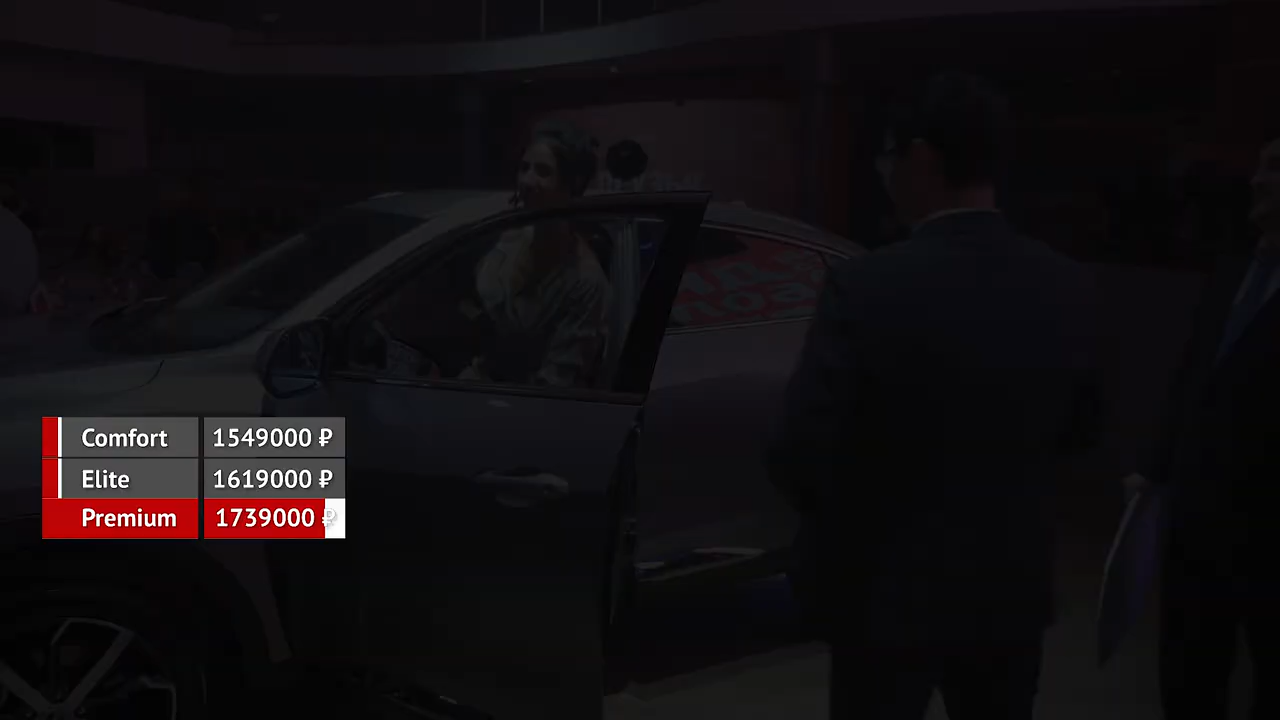 Comfort 1549000 ₽
Elite 1619000 ₽
Premium 1739000 ₽